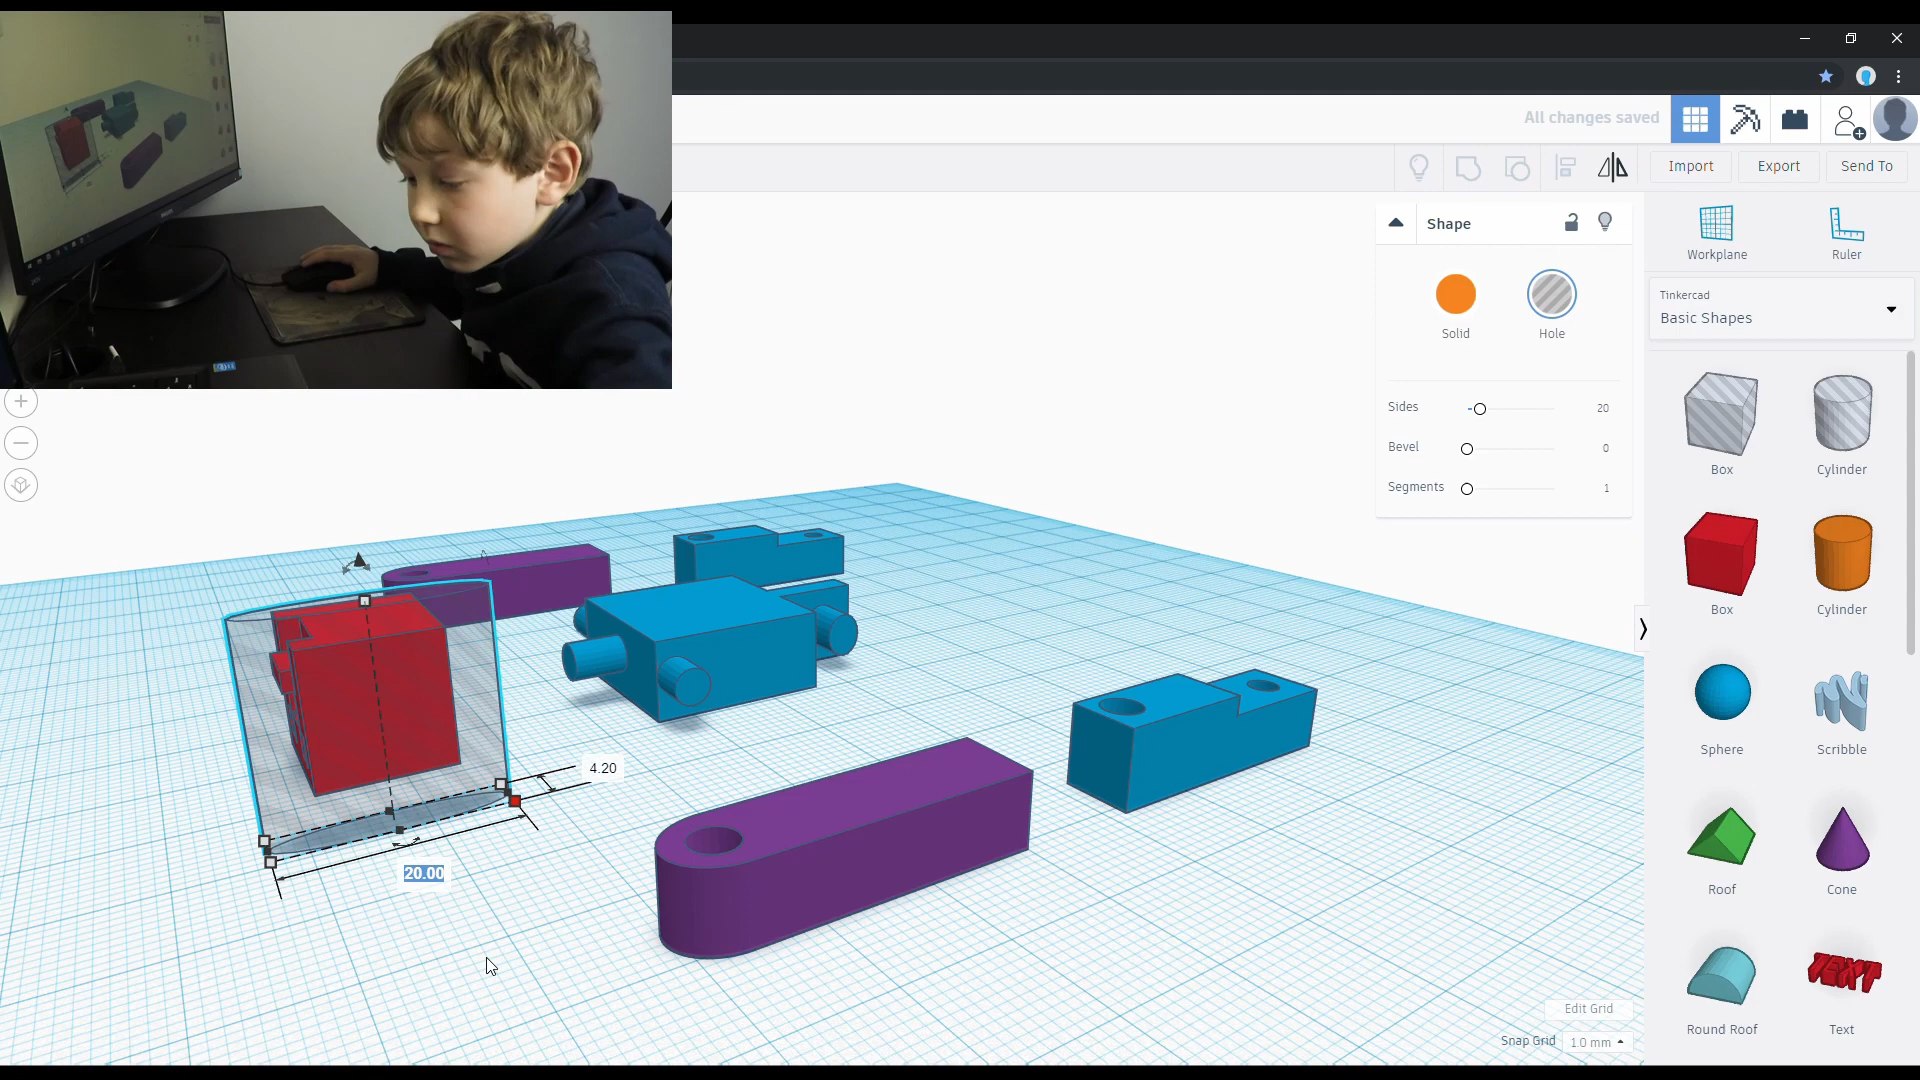 All changes saved
Import
Export
Send To
Shape
Solid
Hole
Sides
20
Bevel
0
Segments
1
Workplane
Ruler
Tinkercad
Basic Shapes
Box
Cylinder
Box
Cylinder
Sphere
Scribble
Roof
Cone
TEXT
Round Roof
Text
4.20
20.00
Edit Grid
Snap Grid
1.0 mm